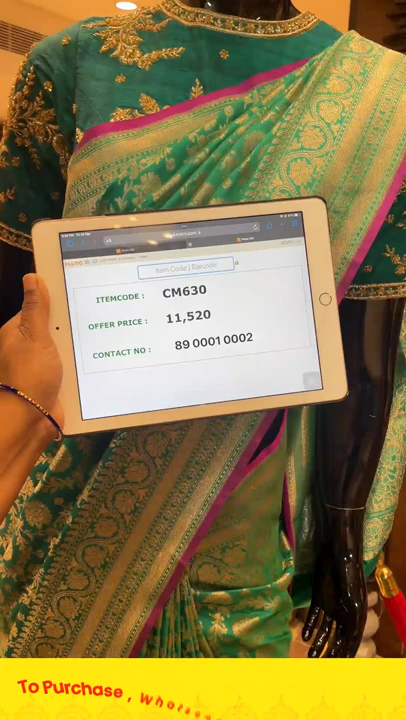 Item Code | Barcode
ITEMCODE : CM630
OFFER PRICE : 11,520
CONTACT NO : 89 0001 0002
To Purchase ,